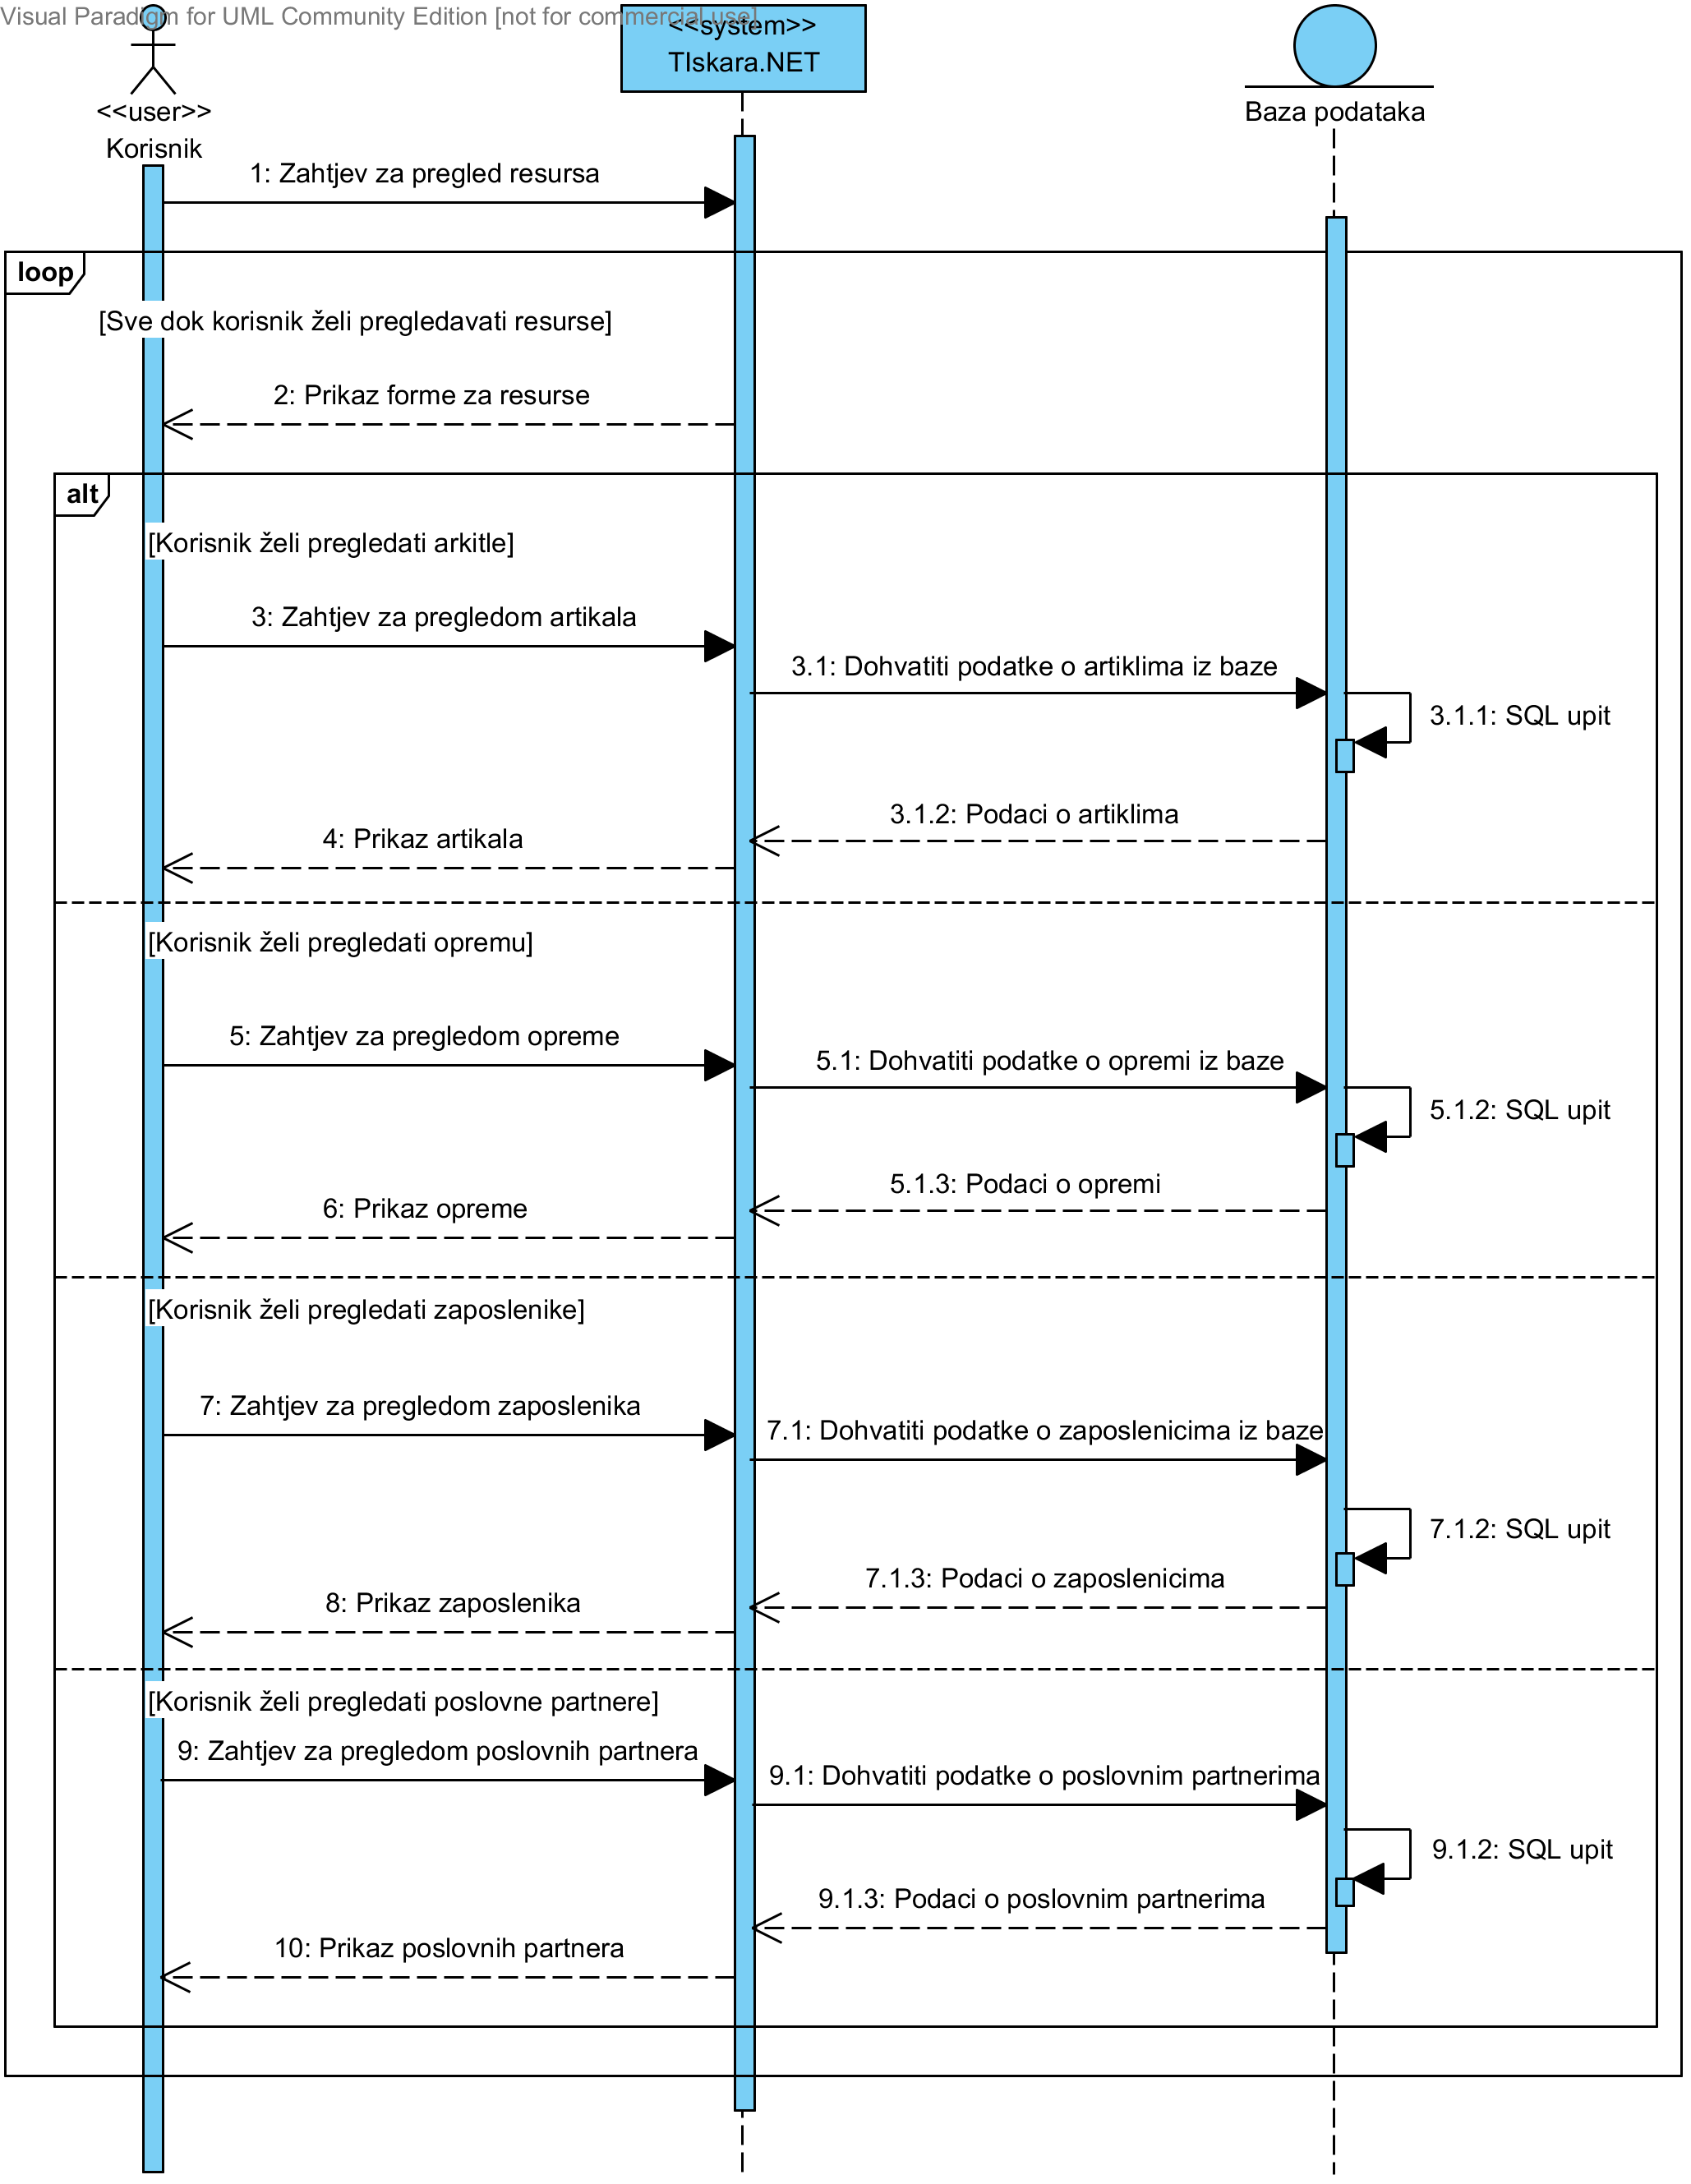 Visual Paradigm for UML Community Edition [not for commercial use]
<<user>>
Korisnik
<<system>>
TIskara.NET
Baza podataka
1: Zahtjev za pregled resursa
loop
[Sve dok korisnik želi pregledavati resurse]
2: Prikaz forme za resurse
alt
[Korisnik želi pregledati arkitle]
3: Zahtjev za pregledom artikala
3.1: Dohvatiti podatke o artiklima iz baze
3.1.1: SQL upit
3.1.2: Podaci o artiklima
4: Prikaz artikala
[Korisnik želi pregledati opremu]
5: Zahtjev za pregledom opreme
5.1: Dohvatiti podatke o opremi iz baze
5.1.2: SQL upit
5.1.3: Podaci o opremi
6: Prikaz opreme
[Korisnik želi pregledati zaposlenike]
7: Zahtjev za pregledom zaposlenika
7.1: Dohvatiti podatke o zaposlenicima iz baze
7.1.2: SQL upit
7.1.3: Podaci o zaposlenicima
8: Prikaz zaposlenika
[Korisnik želi pregledati poslovne partnere]
9: Zahtjev za pregledom poslovnih partnera
9.1: Dohvatiti podatke o poslovnim partnerima
9.1.2: SQL upit
9.1.3: Podaci o poslovnim partnerima
10: Prikaz poslovnih partnera